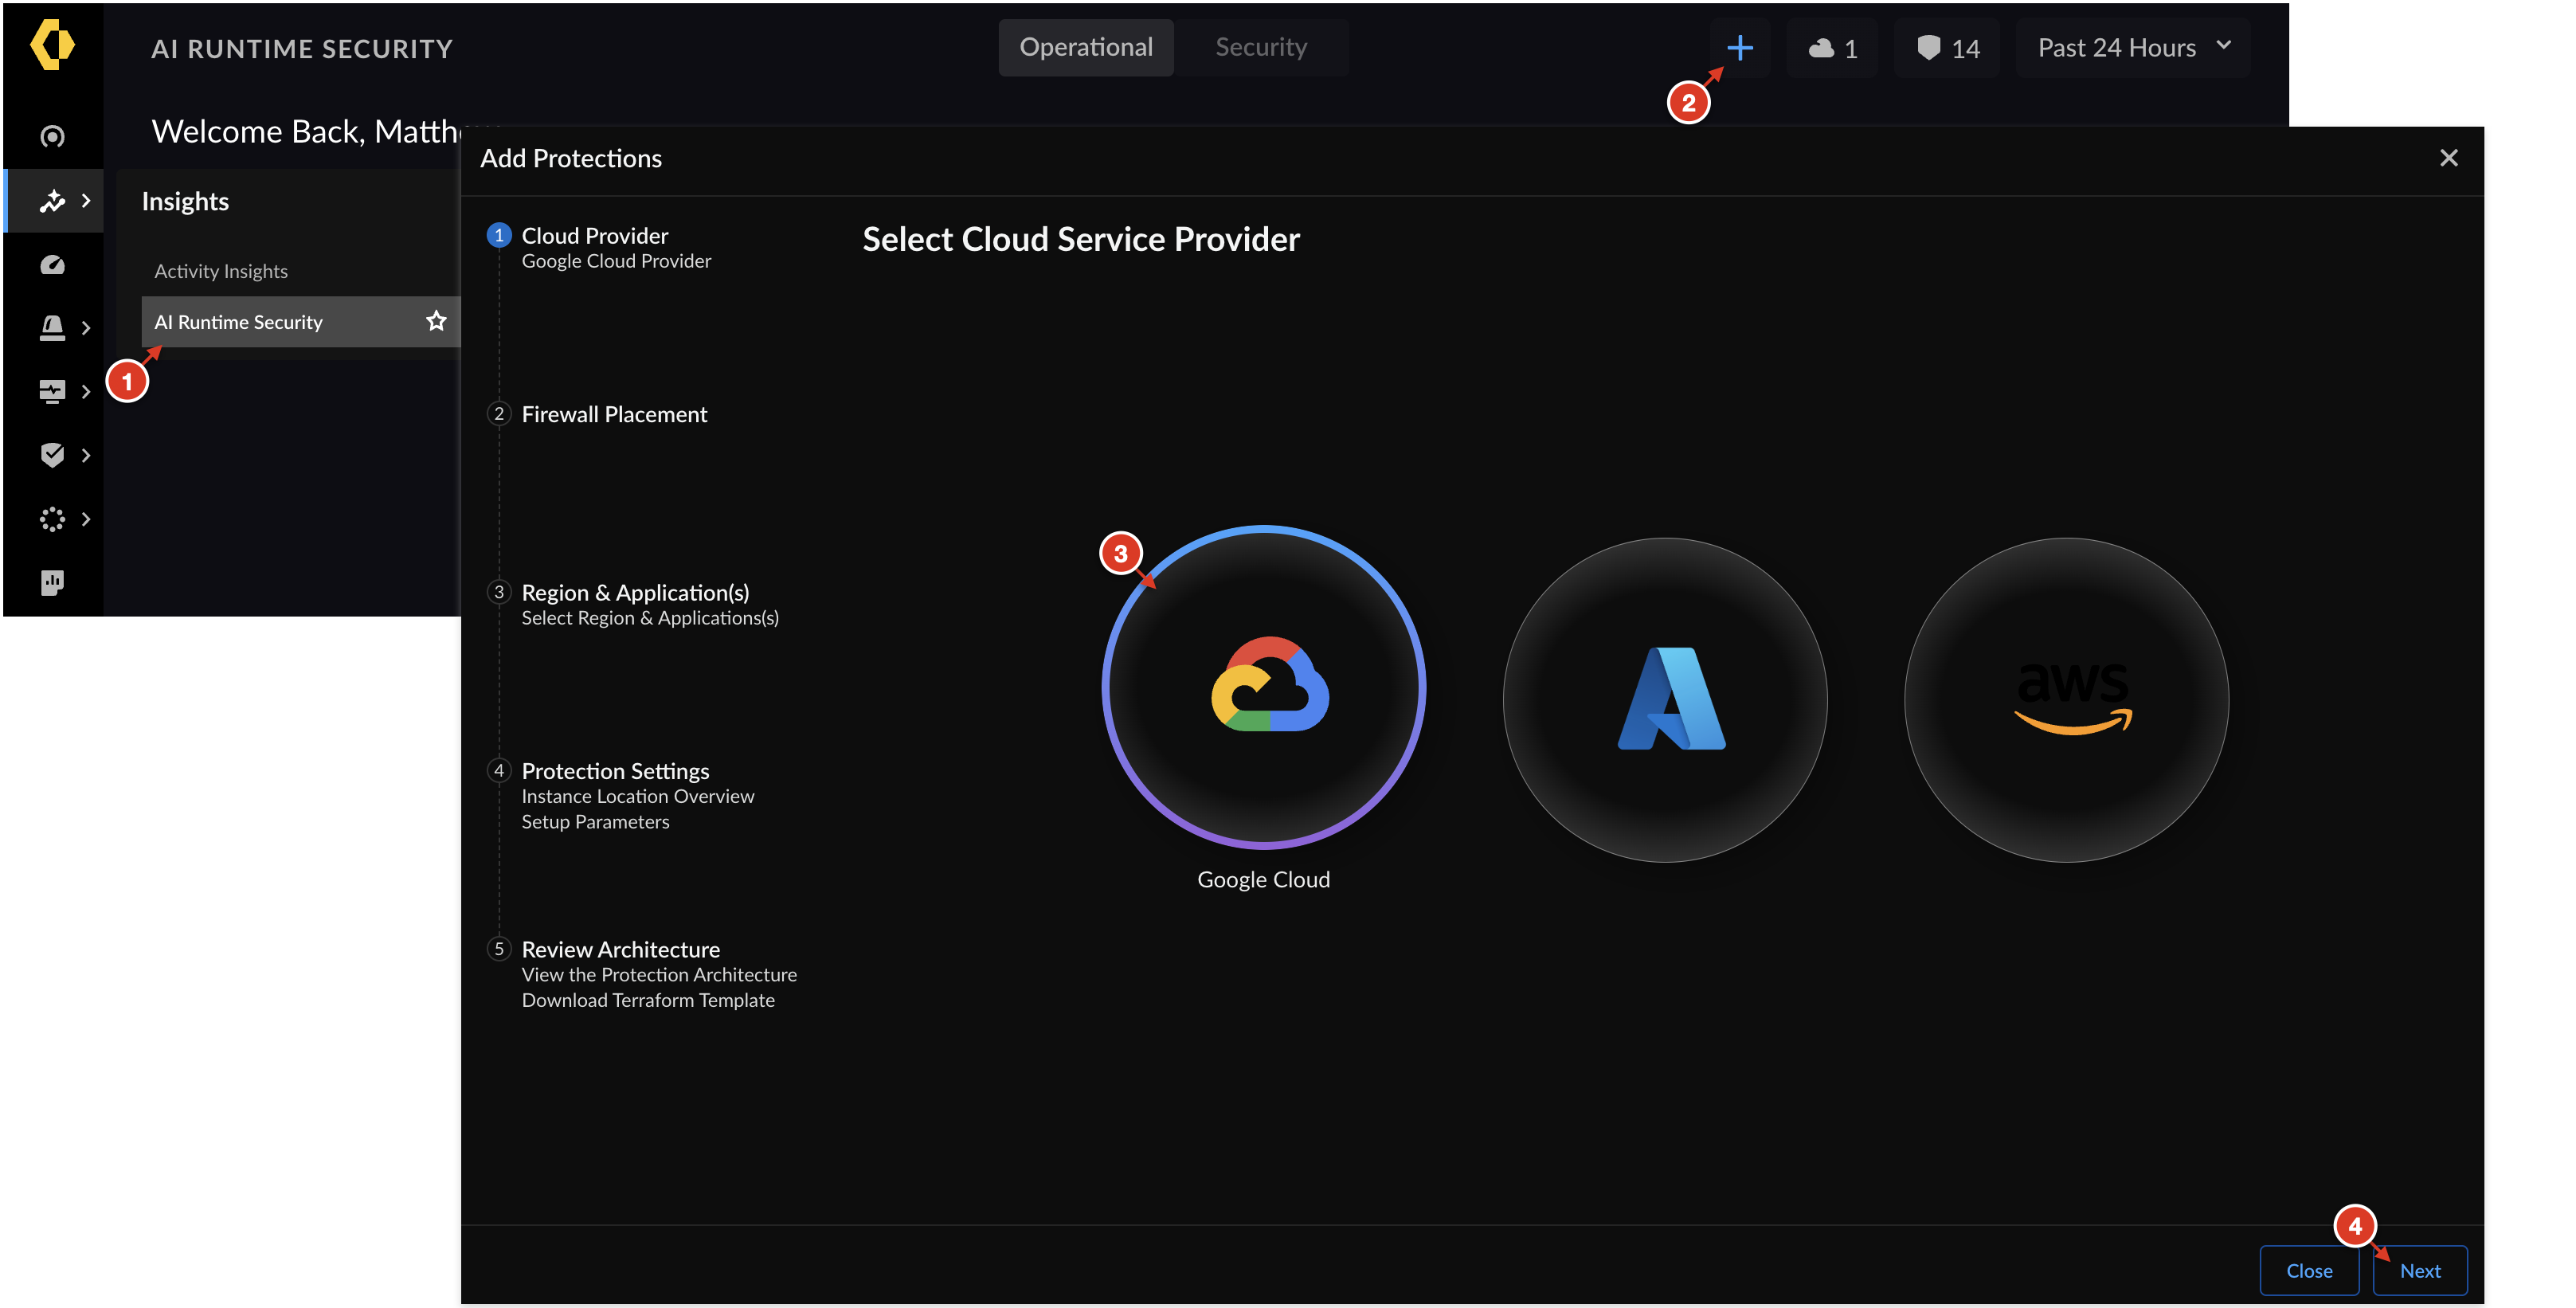 AI RUNTIME SECURITY
Operational
Security
1
14
Past 24 Hours
2
Welcome Back,
Insights
Activity Insights
AI Runtime Security
1
Add Protections
1 Cloud Provider
Google Cloud Provider
2 Firewall Placement
3 Region & Application(s)
Select Region & Applications(s)
4 Protection Settings
Instance Location Overview
Setup Parameters
5 Review Architecture
View the Protection Architecture
Download Terraform Template
Select Cloud Service Provider
3
aws
Google Cloud
4
Close
Next